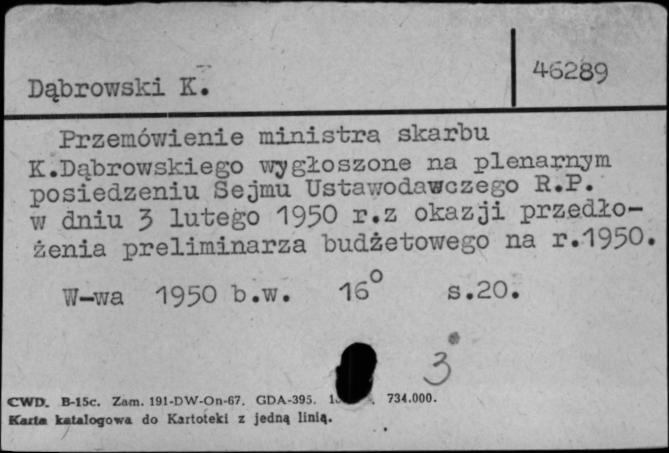 46289
Dąbrowski K.
Przemówienie ministra skarbu
K.Dąbrowskiego wygłoszone na plenarnym
posiedzeniu Sejmu Ustawodawczego R.P.
w dniu 3 lutego 1950 r.z okazji przedło-
żenia preliminarza budżetowego na r.1950.
W-wa 1950 b.w. 16° s.20.
3
CWD. B-15c. Zam. 191-DW-On-67. GDA-395. 734.000.
Karta katalogowa do Kartoteki z jedną linią.